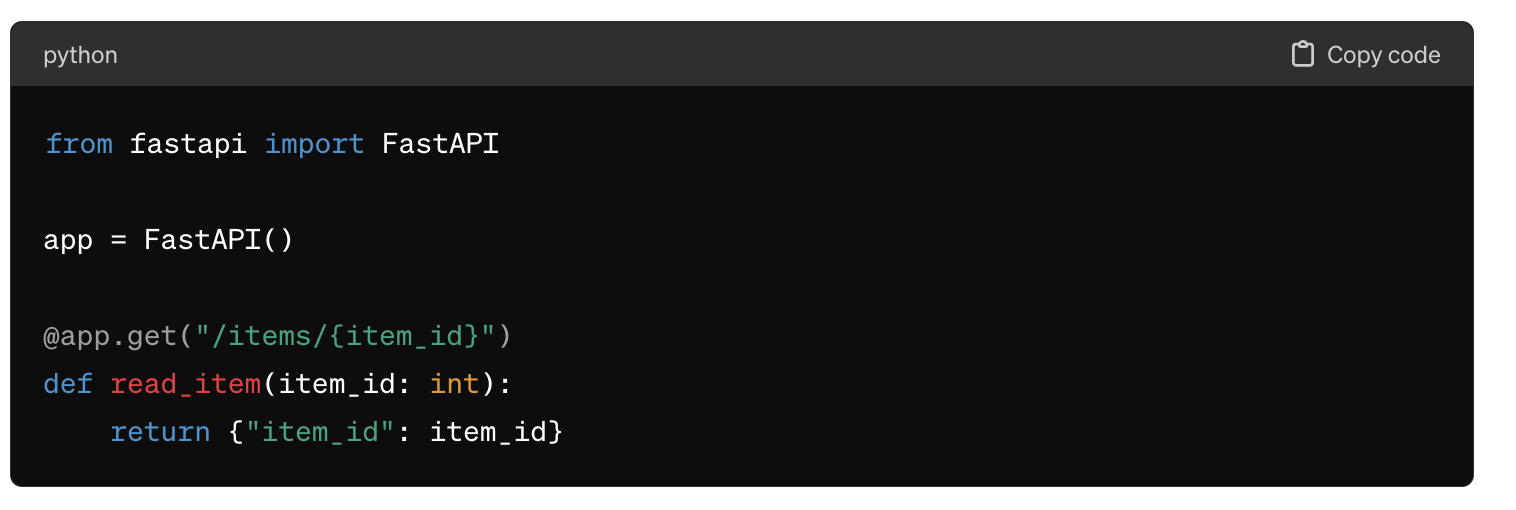 python
Copy code
from fastapi import FastAPI
app = FastAPI()
@app.get("/items/{item_id}")
def read_item(item_id: int):
    return {"item_id": item_id}